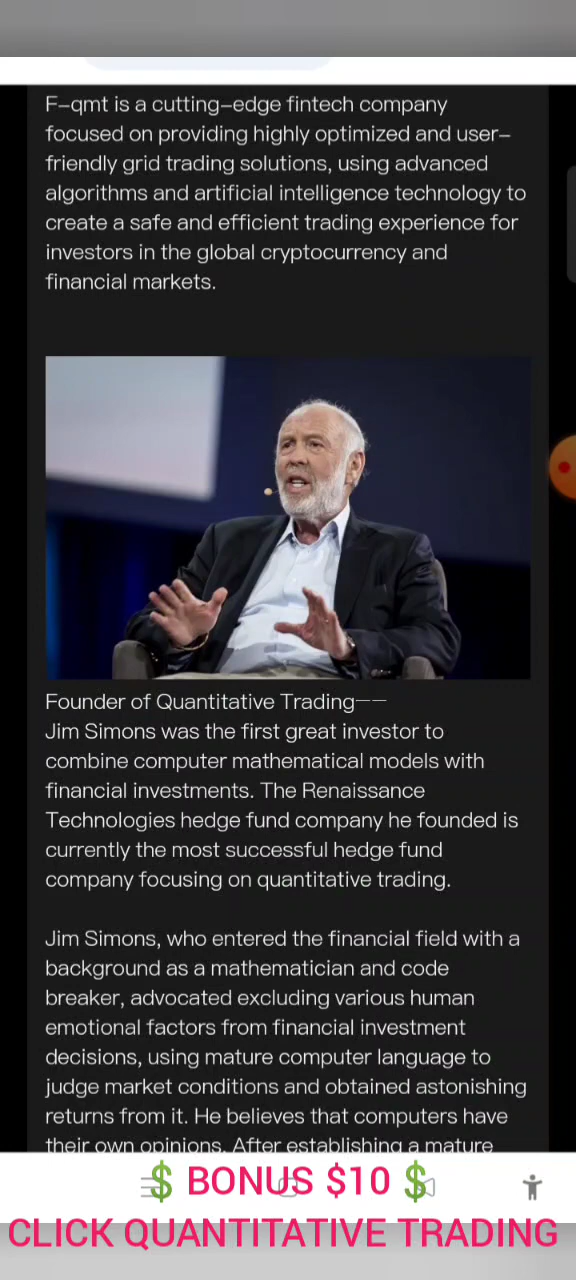 F-qmt is a cutting-edge fintech company
focused on providing highly optimized and user-
friendly grid trading solutions, using advanced
algorithms and artificial intelligence technology to
create a safe and efficient trading experience for
investors in the global cryptocurrency and
financial markets.
Founder of Quantitative Trading——
Jim Simons was the first great investor to
combine computer mathematical models with
financial investments. The Renaissance
Technologies hedge fund company he founded is
currently the most successful hedge fund
company focusing on quantitative trading.
Jim Simons, who entered the financial field with a
background as a mathematician and code
breaker, advocated excluding various human
emotional factors from financial investment
decisions, using mature computer language to
judge market conditions and obtained astonishing
returns from it. He believes that computers have
their own opinions. After establishing a mature
💲 BONUS $10 💲
CLICK QUANTITATIVE TRADING